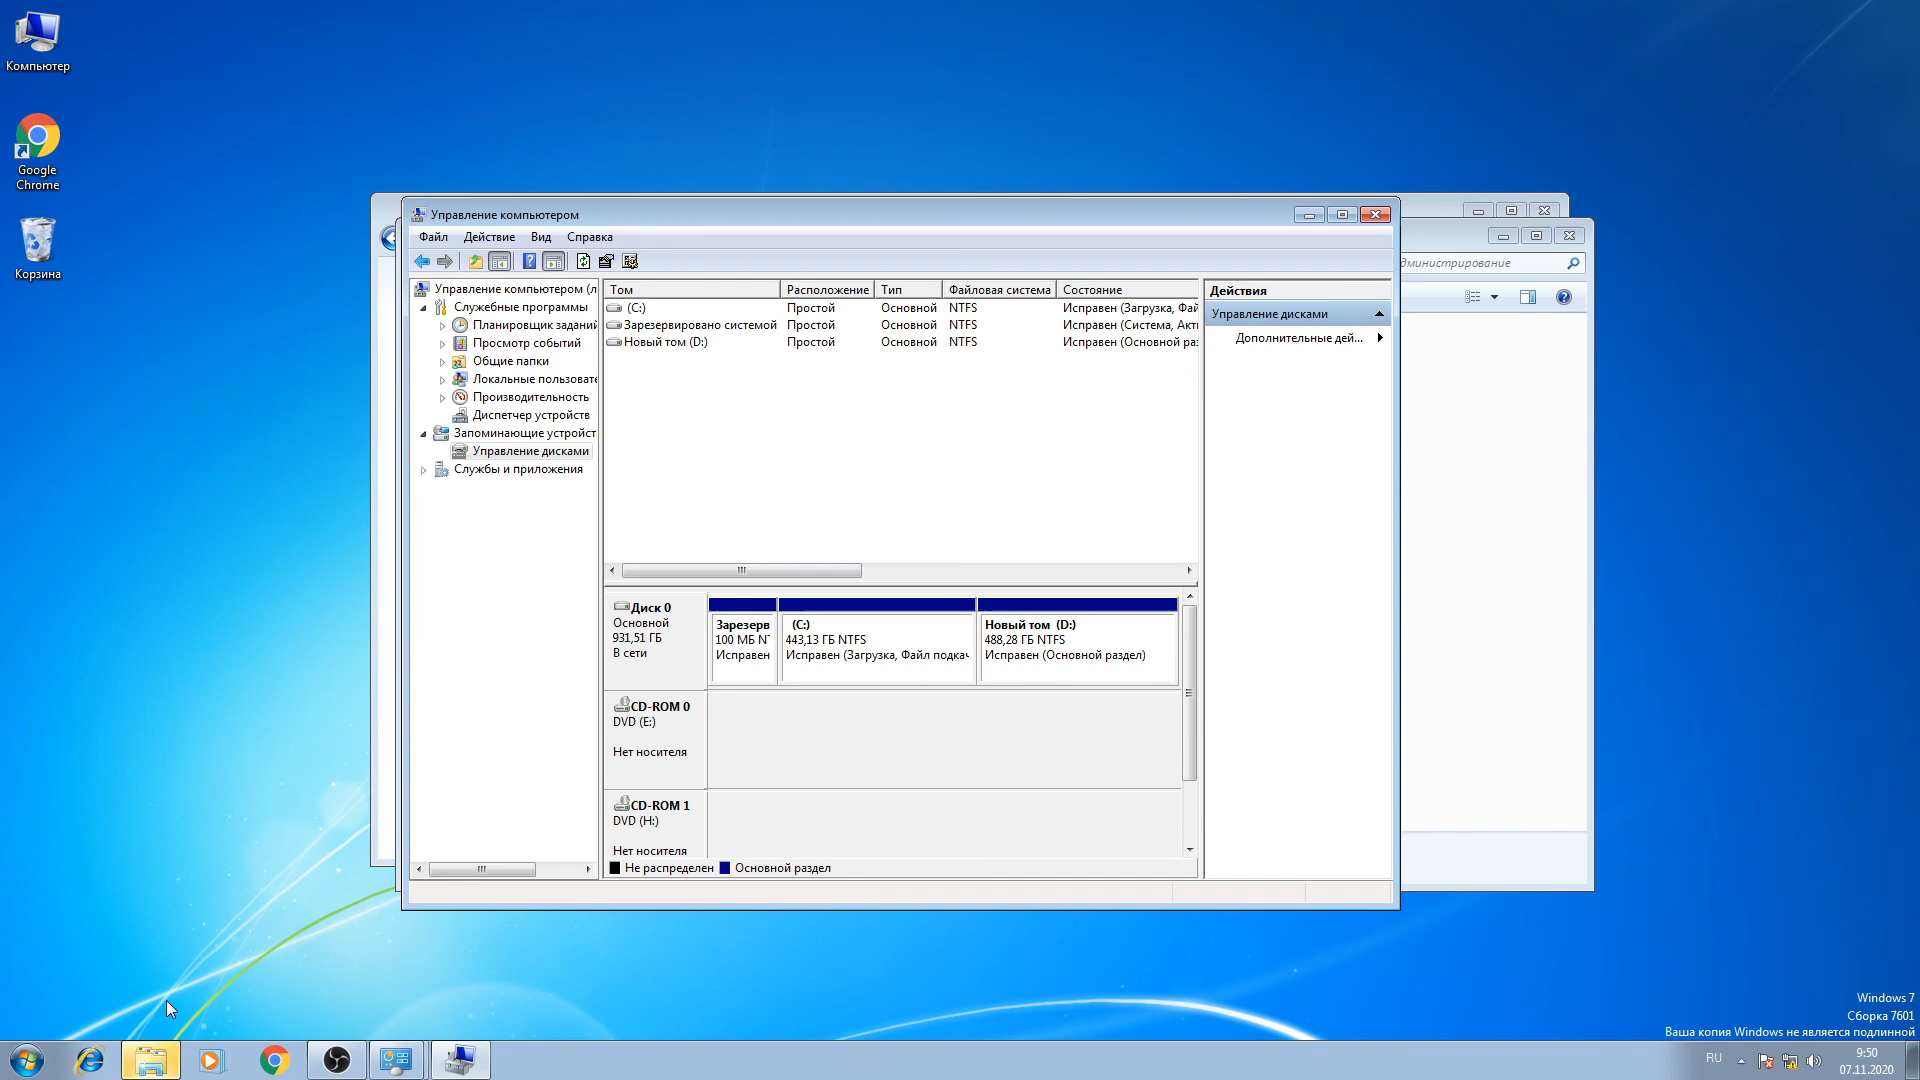 Компьютер
Google
Chrome
Корзина
Управление компьютером
Файл Действие Вид Справка
дминистрирование
Управление компьютером (л
Служебные программы
Планировщик заданий
Просмотр событий
Общие папки
Локальные пользоват
Производительность
Диспетчер устройств
Запоминающие устройст
Управление дисками
Службы и приложения
Том Расположение Тип Файловая система Состояние
(C:) Простой Основной NTFS Исправен (Загрузка, Фай
Зарезервировано системой Простой Основной NTFS Исправен (Система, Акт
Новый том (D:) Простой Основной NTFS Исправен (Основной раз
Действия
Управление дисками
Дополнительные дей...
Диск 0
Основной
931,51 ГБ
В сети
Зарезерв
100 МБ NT
Исправен
(C:)
443,13 ГБ NTFS
Исправен (Загрузка, Файл подкач
Новый том (D:)
488,28 ГБ NTFS
Исправен (Основной раздел)
CD-ROM 0
DVD (E:)
Нет носителя
CD-ROM 1
DVD (H:)
Нет носителя
Не распределен Основной раздел
Windows 7
Сборка 7601
Ваша копия Windows не является подлинной
RU
9:50
07.11.2020